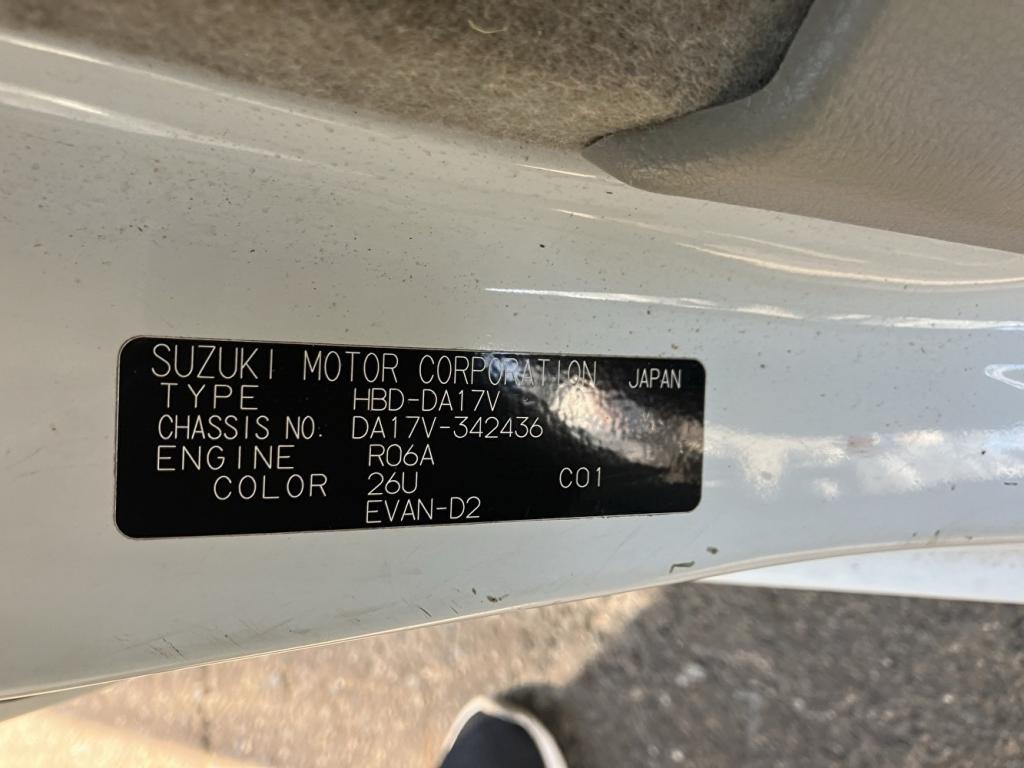 SUZUKI MOTOR CORPORATION JAPAN
TYPE HBD-DA17V
CHASSIS NO. DA17V-342436
ENGINE R06A
COLOR 26U C01
EVAN-D2